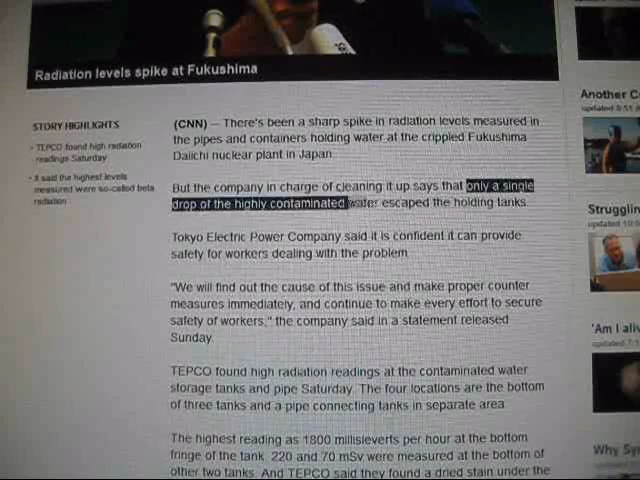 Radiation levels spike at Fukushima
STORY HIGHLIGHTS
TEPCO found high radiation
readings Saturday
It said the highest levels
measured were so-called beta
radiation
(CNN) — There's been a sharp spike in radiation levels measured in
the pipes and containers holding water at the crippled Fukushima
Daiichi nuclear plant in Japan.
But the company in charge of cleaning it up says that only a single
drop of the highly contaminated water escaped the holding tanks.
Tokyo Electric Power Company said it is confident it can provide
safety for workers dealing with the problem.
"We will find out the cause of this issue and make proper counter
measures immediately, and continue to make every effort to secure
safety of workers," the company said in a statement released
Sunday.
TEPCO found high radiation readings at the contaminated water
storage tanks and pipe Saturday. The four locations are the bottom
of three tanks and a pipe connecting tanks in separate area.
The highest reading as 1800 millisieverts per hour at the bottom
fringe of the tank. 220 and 70 mSv were measured at the bottom of
other two tanks. And TEPCO said they found a dried stain under the
Another C
updated 9:51 A
Strugglin
updated 10:0
'Am I aliv
updated 7:1
Why Syr